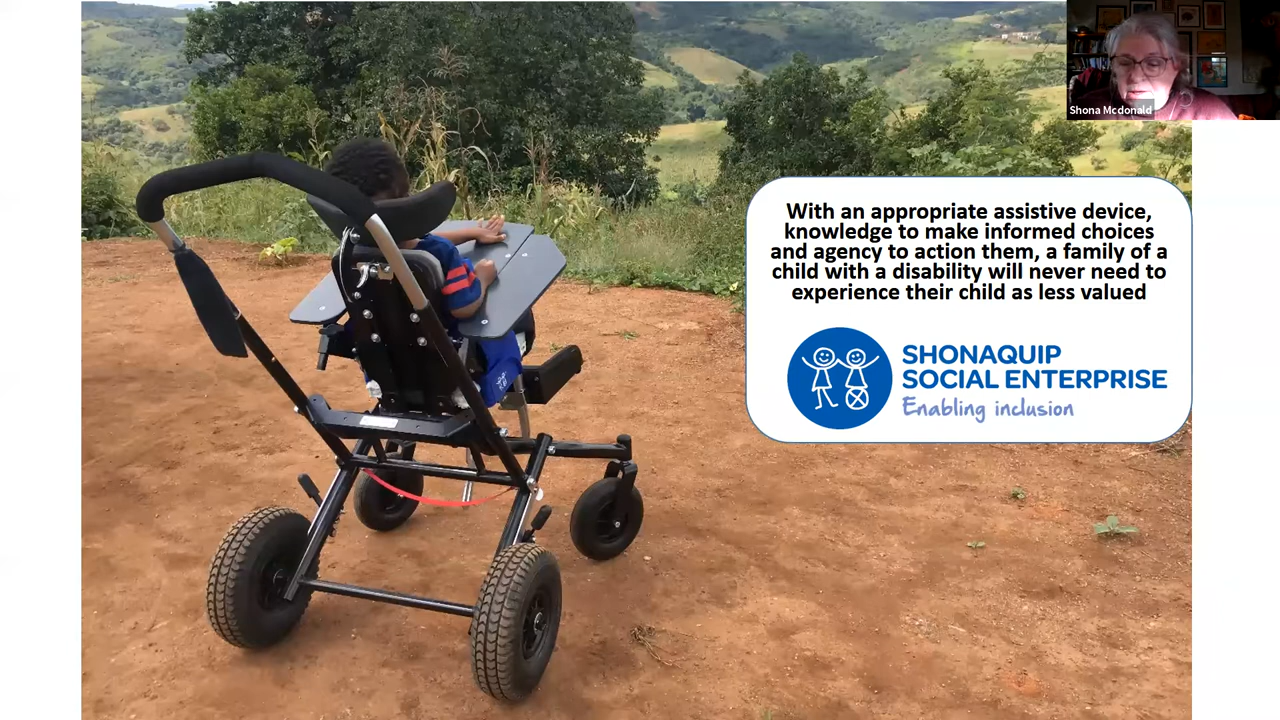 Shona Mcdonald
With an appropriate assistive device,
knowledge to make informed choices
and agency to action them, a family of a
child with a disability will never need to
experience their child as less valued
SHONAQUIP
SOCIAL ENTERPRISE
Enabling inclusion